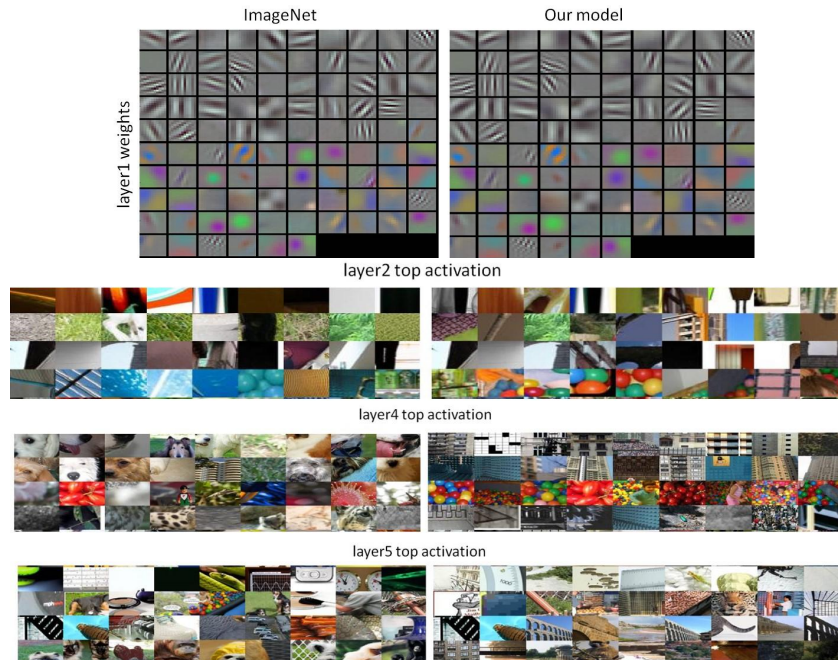 ImageNet
Our model
layer1 weights
layer2 top activation
layer4 top activation
layer5 top activation